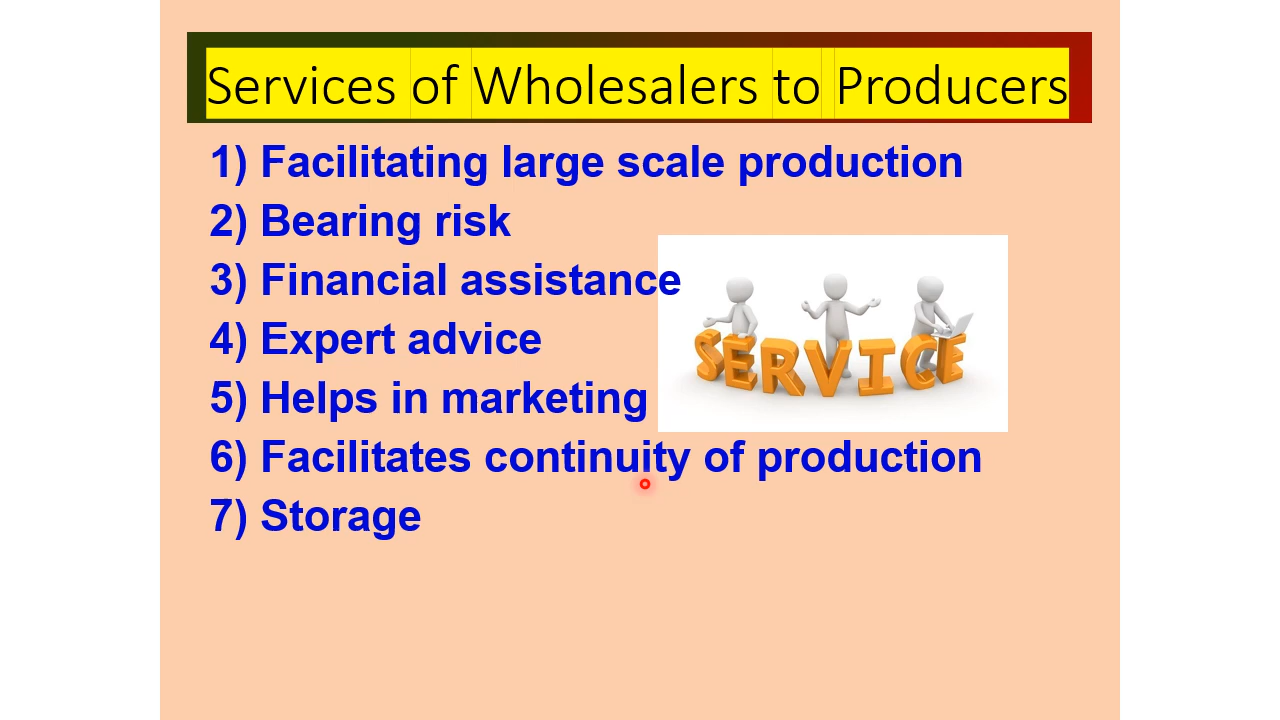 Services of Wholesalers to Producers
1) Facilitating large scale production
2) Bearing risk
3) Financial assistance
4) Expert advice
5) Helps in marketing
6) Facilitates continuity of production
7) Storage
SERVICE